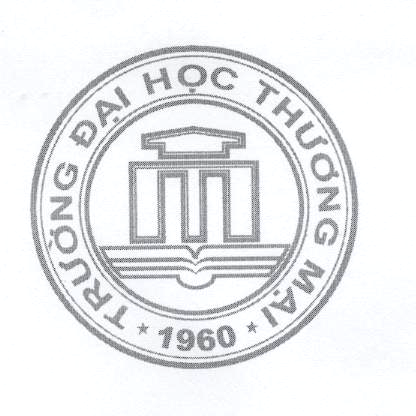 TRƯỜNG ĐẠI HỌC THƯƠNG MẠI
★ 1960 ★